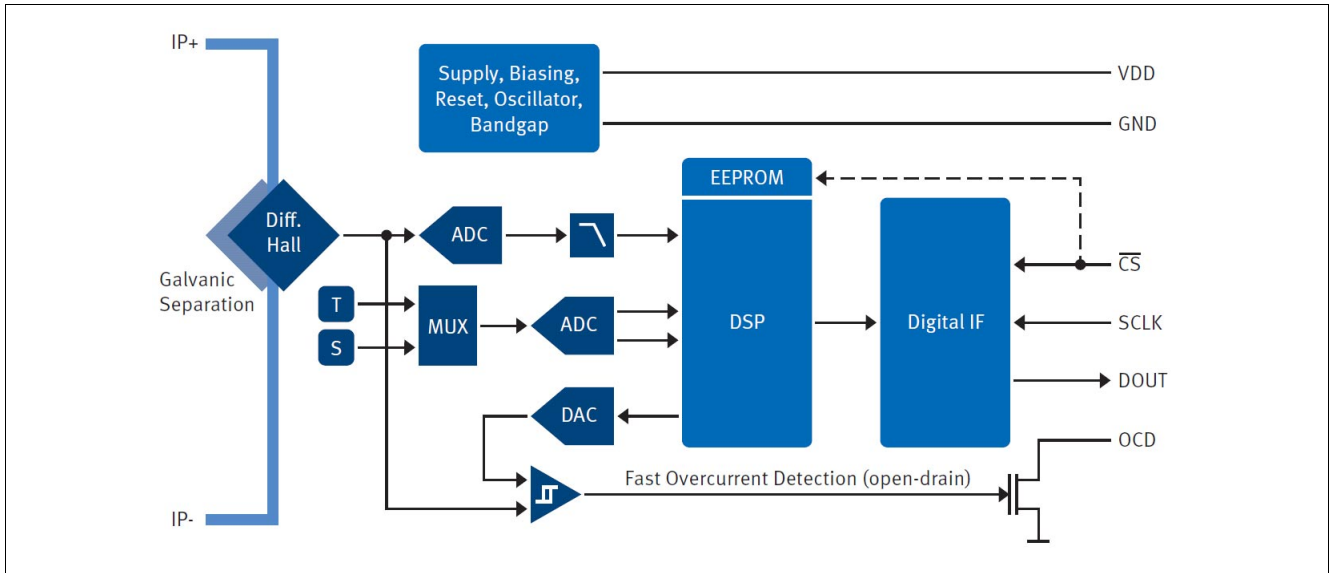 IP+
Supply, Biasing,
Reset, Oscillator,
Bandgap
VDD
GND
EEPROM
Diff.
Hall
ADC
Galvanic
Separation
C̅S̅
T
MUX
ADC
DSP
Digital IF
SCLK
S
DOUT
DAC
OCD
Fast Overcurrent Detection (open-drain)
IP-